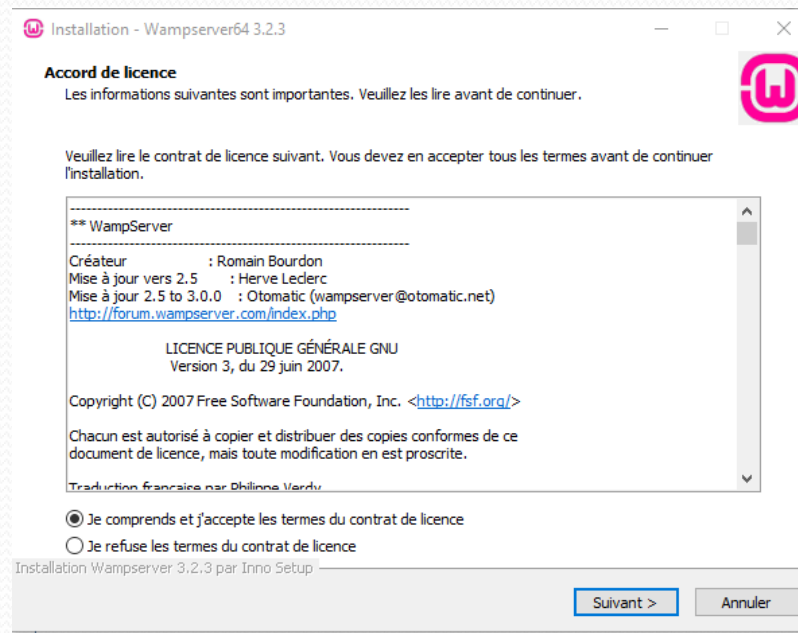 Installation - Wampserver64 3.2.3
Accord de licence
Les informations suivantes sont importantes. Veuillez les lire avant de continuer.
Veuillez lire le contrat de licence suivant. Vous devez en accepter tous les termes avant de continuer
l'installation.
------------------------------------------------------------
** WampServer
------------------------------------------------------------
Créateur : Romain Bourdon
Mise à jour vers 2.5 : Herve Leclerc
Mise à jour 2.5 to 3.0.0 : Otomatic (wampserver@otomatic.net)
http://forum.wampserver.com/index.php
LICENCE PUBLIQUE GÉNÉRALE GNU
Version 3, du 29 juin 2007.
Copyright (C) 2007 Free Software Foundation, Inc. <http://fsf.org/>
Chacun est autorisé à copier et distribuer des copies conformes de ce
document de licence, mais toute modification en est proscrite.
Traduction française par Philippe Verdy
Je comprends et j'accepte les termes du contrat de licence
Je refuse les termes du contrat de licence
Installation Wampserver 3.2.3 par Inno Setup
Suivant >
Annuler